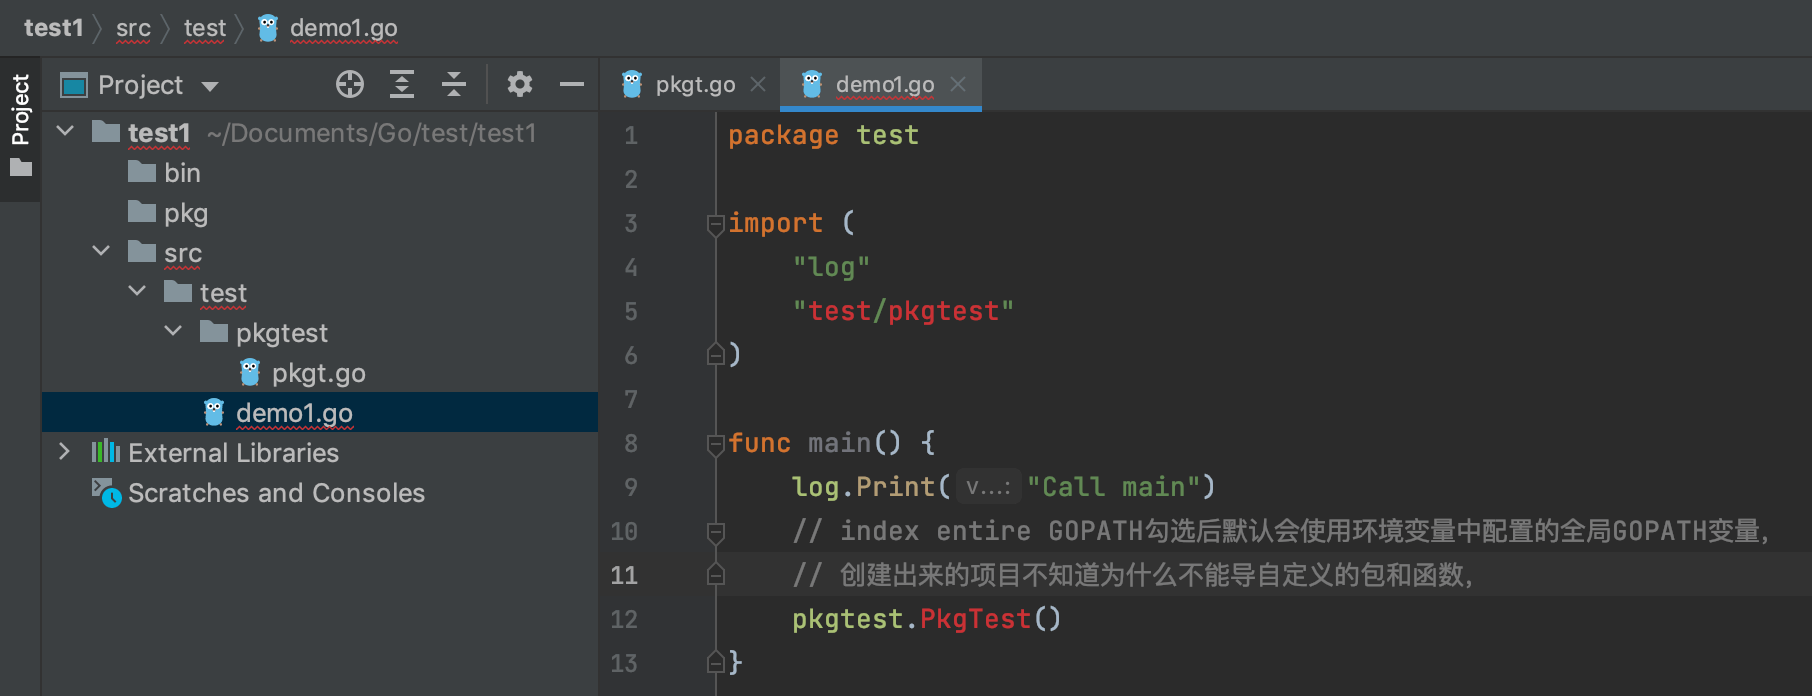 test1 src test demo1.go
Project
Project
pkgt.go
demo1.go
test1 ~/Documents/Go/test/test1
bin
pkg
src
test
pkgtest
pkgt.go
demo1.go
External Libraries
Scratches and Consoles
1 package test
2
3 import (
4 "log"
5 "test/pkgtest"
6 )
7
8 func main() {
9 log.Print( v...: "Call main")
10 // index entire GOPATH勾选后默认会使用环境变量中配置的全局GOPATH变量,
11 // 创建出来的项目不知道为什么不能导自定义的包和函数,
12 pkgtest.PkgTest()
13 }